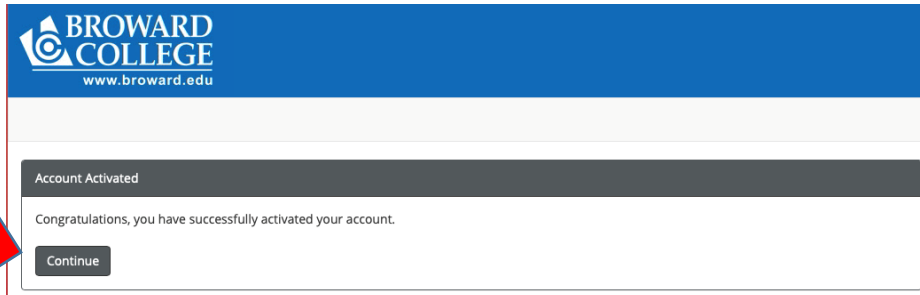 BROWARD
COLLEGE
www.broward.edu
Account Activated
Congratulations, you have successfully activated your account.
Continue